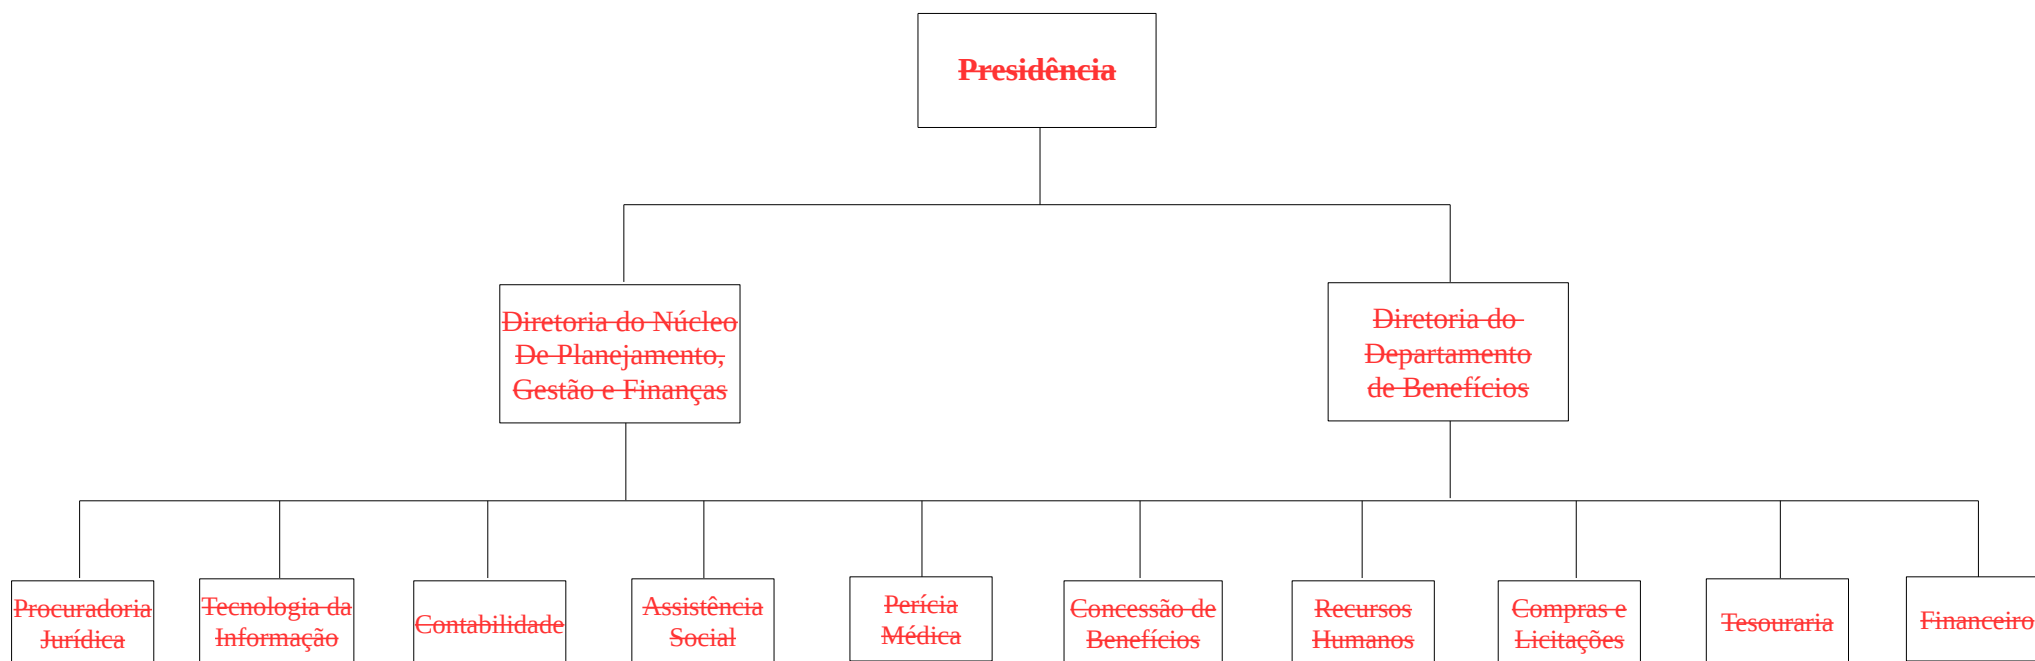 Presidência
Diretoria do Núcleo
De Planejamento,
Gestão e Finanças
Diretoria do
Departamento
de Benefícios
Procuradoria
Jurídica
Tecnologia da
Informação
Contabilidade
Assistência
Social
Perícia
Médica
Concessão de
Benefícios
Recursos
Humanos
Compras e
Licitações
Tesouraria
Financeiro